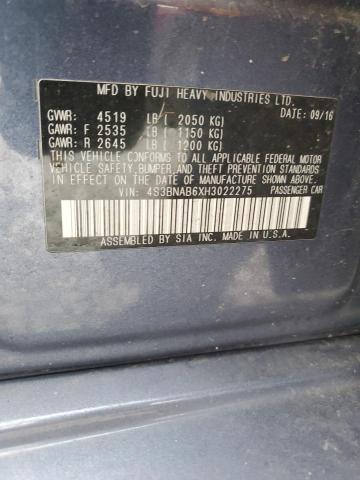 MFD BY FUJI HEAVY INDUSTRIES LTD.
DATE: 09/16
GVWR: 4519 LB ( 2050 KG)
GAWR: F 2535 LB ( 1150 KG)
GAWR: R 2645 LB ( 1200 KG)
THIS VEHICLE CONFORMS TO ALL APPLICABLE FEDERAL MOTOR
VEHICLE SAFETY, BUMPER, AND THEFT PREVENTION STANDARDS
IN EFFECT ON THE DATE OF MANUFACTURE SHOWN ABOVE.
VIN: 4S3BNAB6XH3022275 PASSENGER CAR
ASSEMBLED BY SIA INC. MADE IN U.S.A.